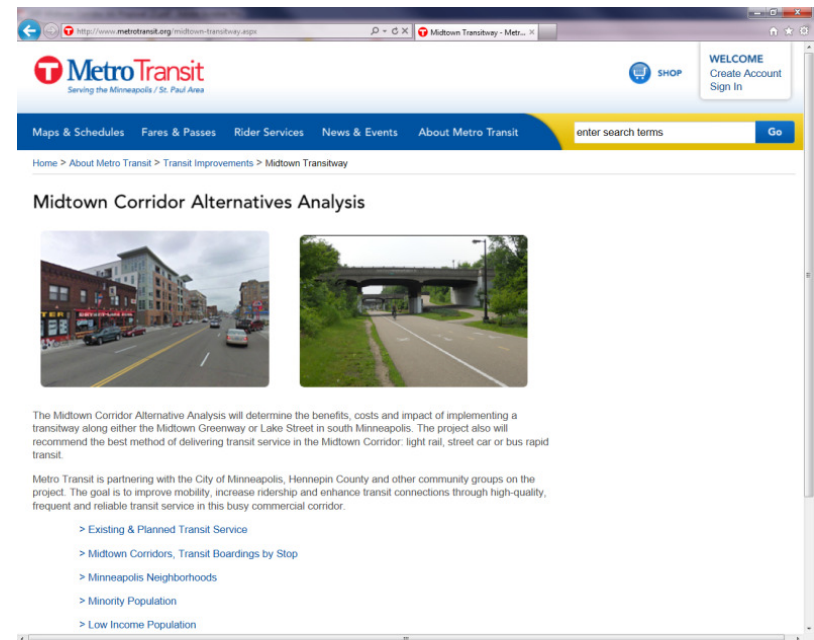 http://www.metrotransit.org/midtown-transitway.aspx
Midtown Transitway - Metr...
MetroTransit
Serving the Minneapolis / St. Paul Area
SHOP
WELCOME
Create Account
Sign In
Maps & Schedules Fares & Passes Rider Services News & Events About Metro Transit
enter search terms Go
Home > About Metro Transit > Transit Improvements > Midtown Transitway
Midtown Corridor Alternatives Analysis
The Midtown Corridor Alternative Analysis will determine the benefits, costs and impact of implementing a
transitway along either the Midtown Greenway or Lake Street in south Minneapolis. The project also will
recommend the best method of delivering transit service in the Midtown Corridor: light rail, street car or bus rapid
transit.
Metro Transit is partnering with the City of Minneapolis, Hennepin County and other community groups on the
project. The goal is to improve mobility, increase ridership and enhance transit connections through high-quality,
frequent and reliable transit service in this busy commercial corridor.
> Existing & Planned Transit Service
> Midtown Corridors, Transit Boardings by Stop
> Minneapolis Neighborhoods
> Minority Population
> Low Income Population